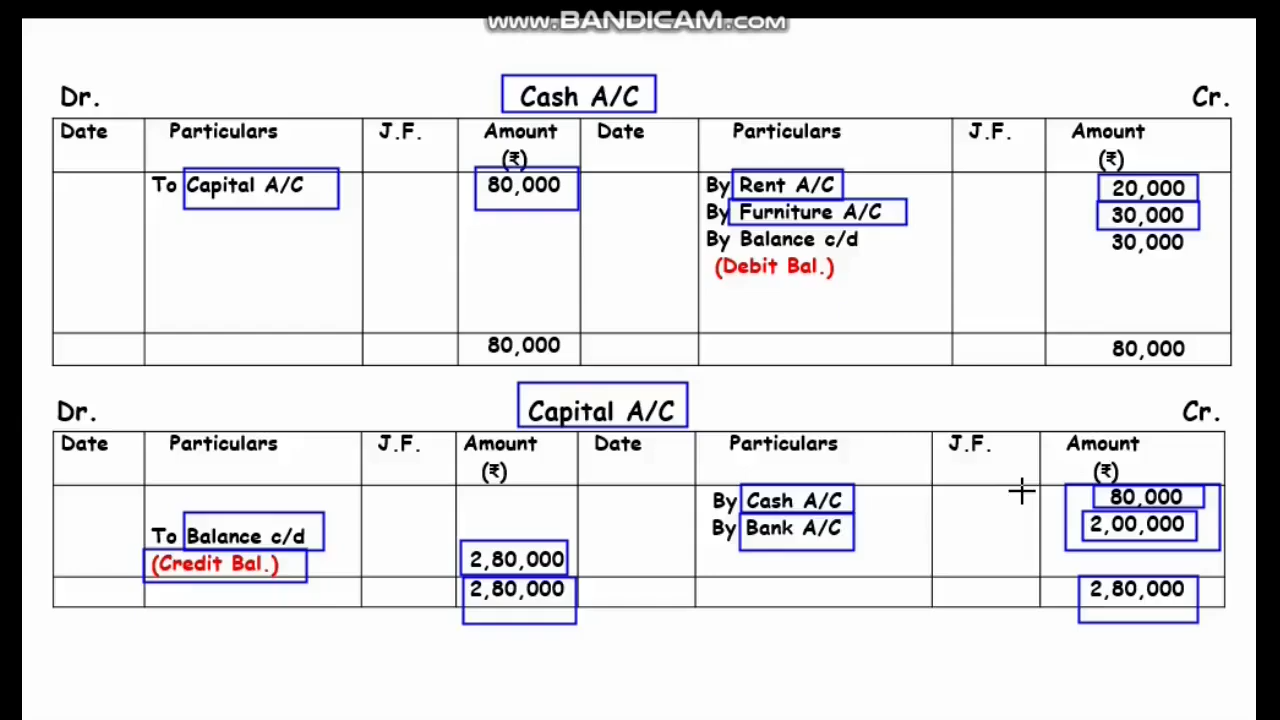 www.BANDICAM.com
Dr. Cash A/C Cr.
Date Particulars J.F. Amount Date Particulars J.F. Amount
(₹) (₹)
To Capital A/C 80,000 By Rent A/C 20,000
By Furniture A/C 30,000
By Balance c/d 30,000
(Debit Bal.)
80,000 80,000
Dr. Capital A/C Cr.
Date Particulars J.F. Amount Date Particulars J.F. Amount
(₹) (₹)
By Cash A/C 80,000
By Bank A/C 2,00,000
To Balance c/d
(Credit Bal.) 2,80,000
2,80,000 2,80,000